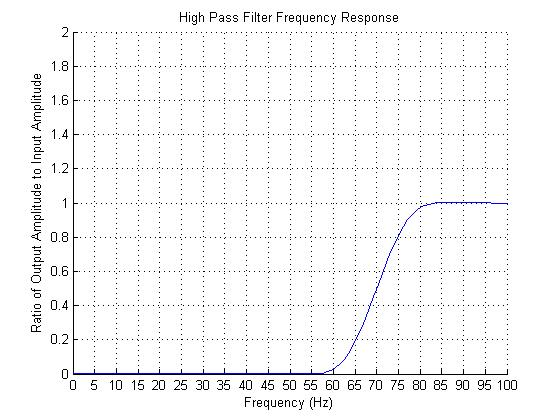 High Pass Filter Frequency Response
Ratio of Output Amplitude to Input Amplitude
2
1.8
1.6
1.4
1.2
1
0.8
0.6
0.4
0.2
0
0 5 10 15 20 25 30 35 40 45 50 55 60 65 70 75 80 85 90 95 100
Frequency (Hz)